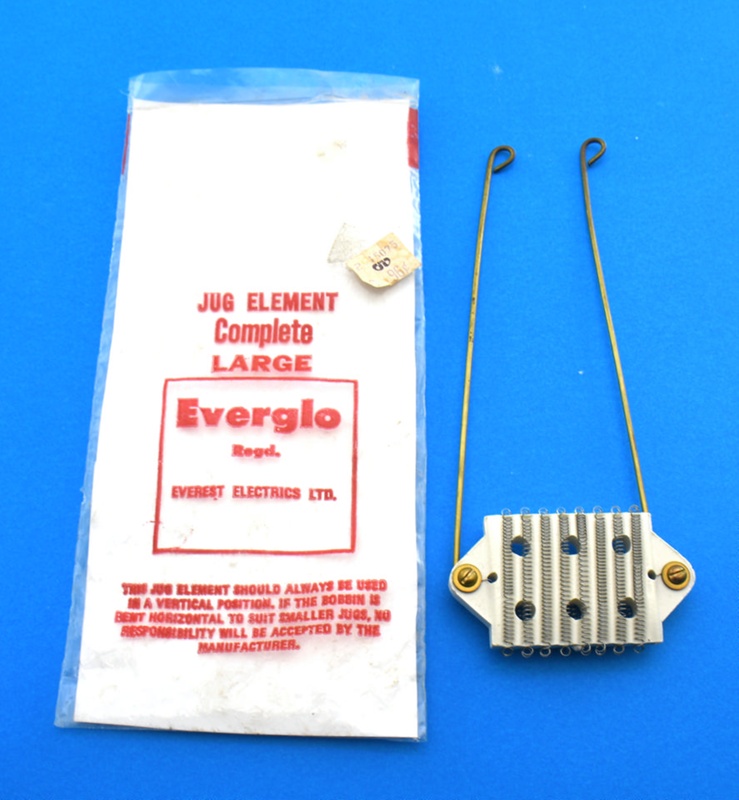 JUG ELEMENT
Complete
LARGE
Everglo
Regd.
EVEREST ELECTRICS LTD.
THIS JUG ELEMENT SHOULD ALWAYS BE USED
IN A VERTICAL POSITION. IF THE BOBBIN IS
BENT HORIZONTAL TO SUIT SMALLER JUGS, NO
RESPONSIBILITY WILL BE ACCEPTED BY THE
MANUFACTURER.